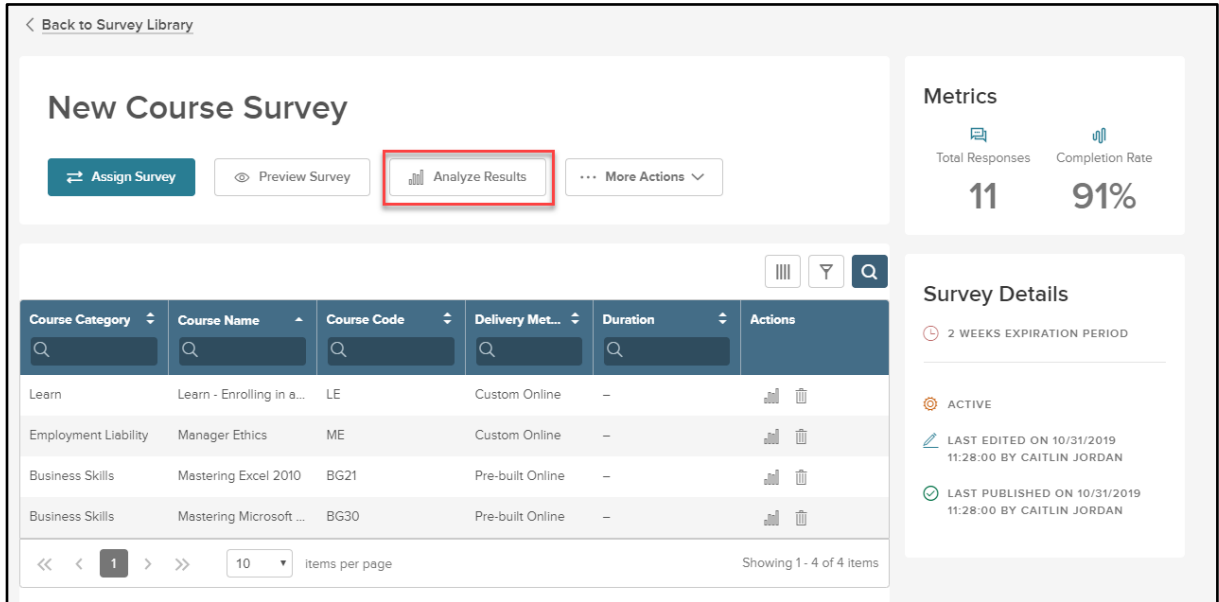 Back to Survey Library
New Course Survey
Assign Survey
Preview Survey
Analyze Results
··· More Actions
Metrics
Total Responses
Completion Rate
11
91%
Course Category
Course Name
Course Code
Delivery Met...
Duration
Actions
Learn
Learn - Enrolling in a...
LE
Custom Online
–
Employment Liability
Manager Ethics
ME
Custom Online
–
Business Skills
Mastering Excel 2010
BG21
Pre-built Online
–
Business Skills
Mastering Microsoft ...
BG30
Pre-built Online
–
1
10
items per page
Showing 1 - 4 of 4 items
Survey Details
2 WEEKS EXPIRATION PERIOD
ACTIVE
LAST EDITED ON 10/31/2019
11:28:00 BY CAITLIN JORDAN
LAST PUBLISHED ON 10/31/2019
11:28:00 BY CAITLIN JORDAN